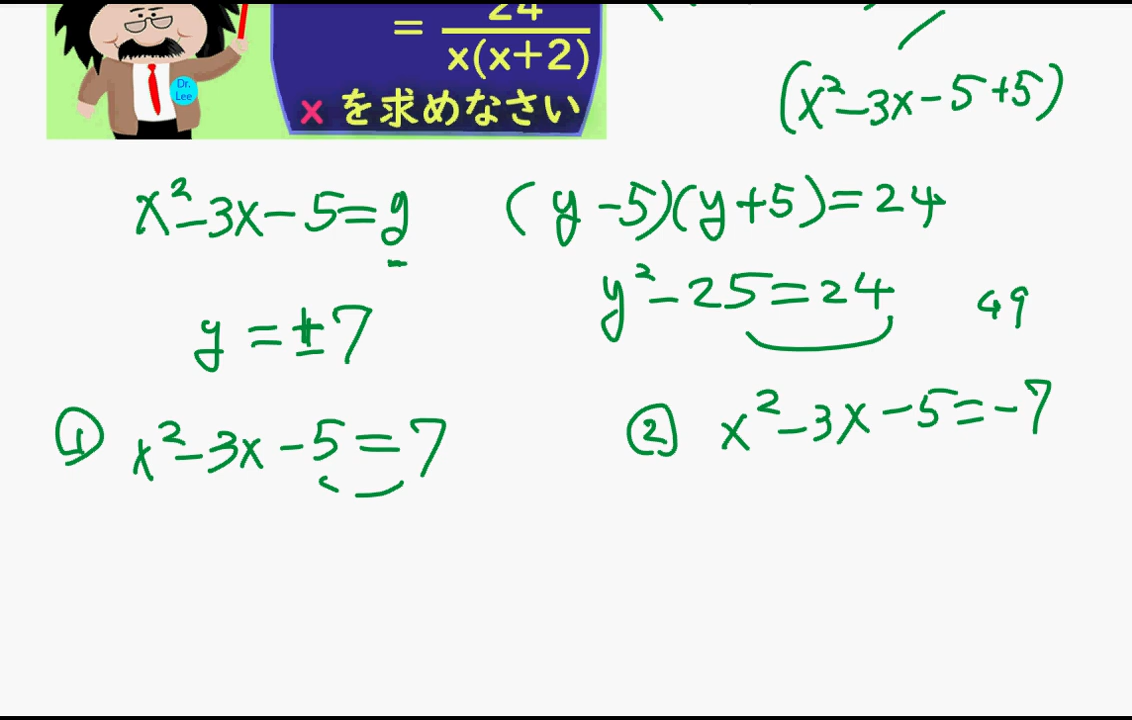 = 24/x(x+2)
Dr. Lee
xを求めなさい
(x²-3x-5+5)
x²-3x-5=y (y-5)(y+5)=24
y²-25=24 49
y=±7
① x²-3x-5=7 ② x²-3x-5=-7